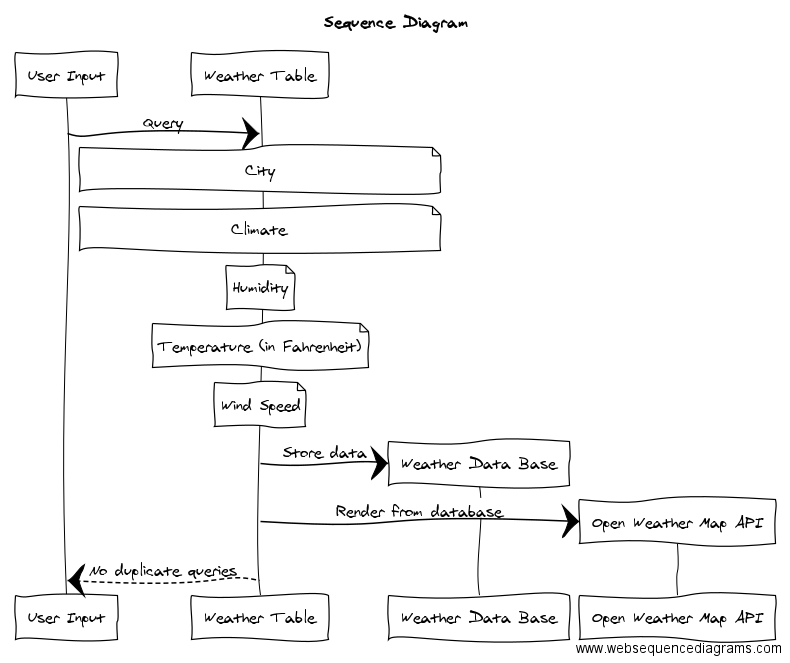 Sequence Diagram
User Input
Weather Table
Query
City
Climate
Humidity
Temperature (in Fahrenheit)
Wind Speed
Store data
Weather Data Base
Render from database
Open Weather Map API
No duplicate queries
User Input
Weather Table
Weather Data Base
Open Weather Map API
www.websequencediagrams.com